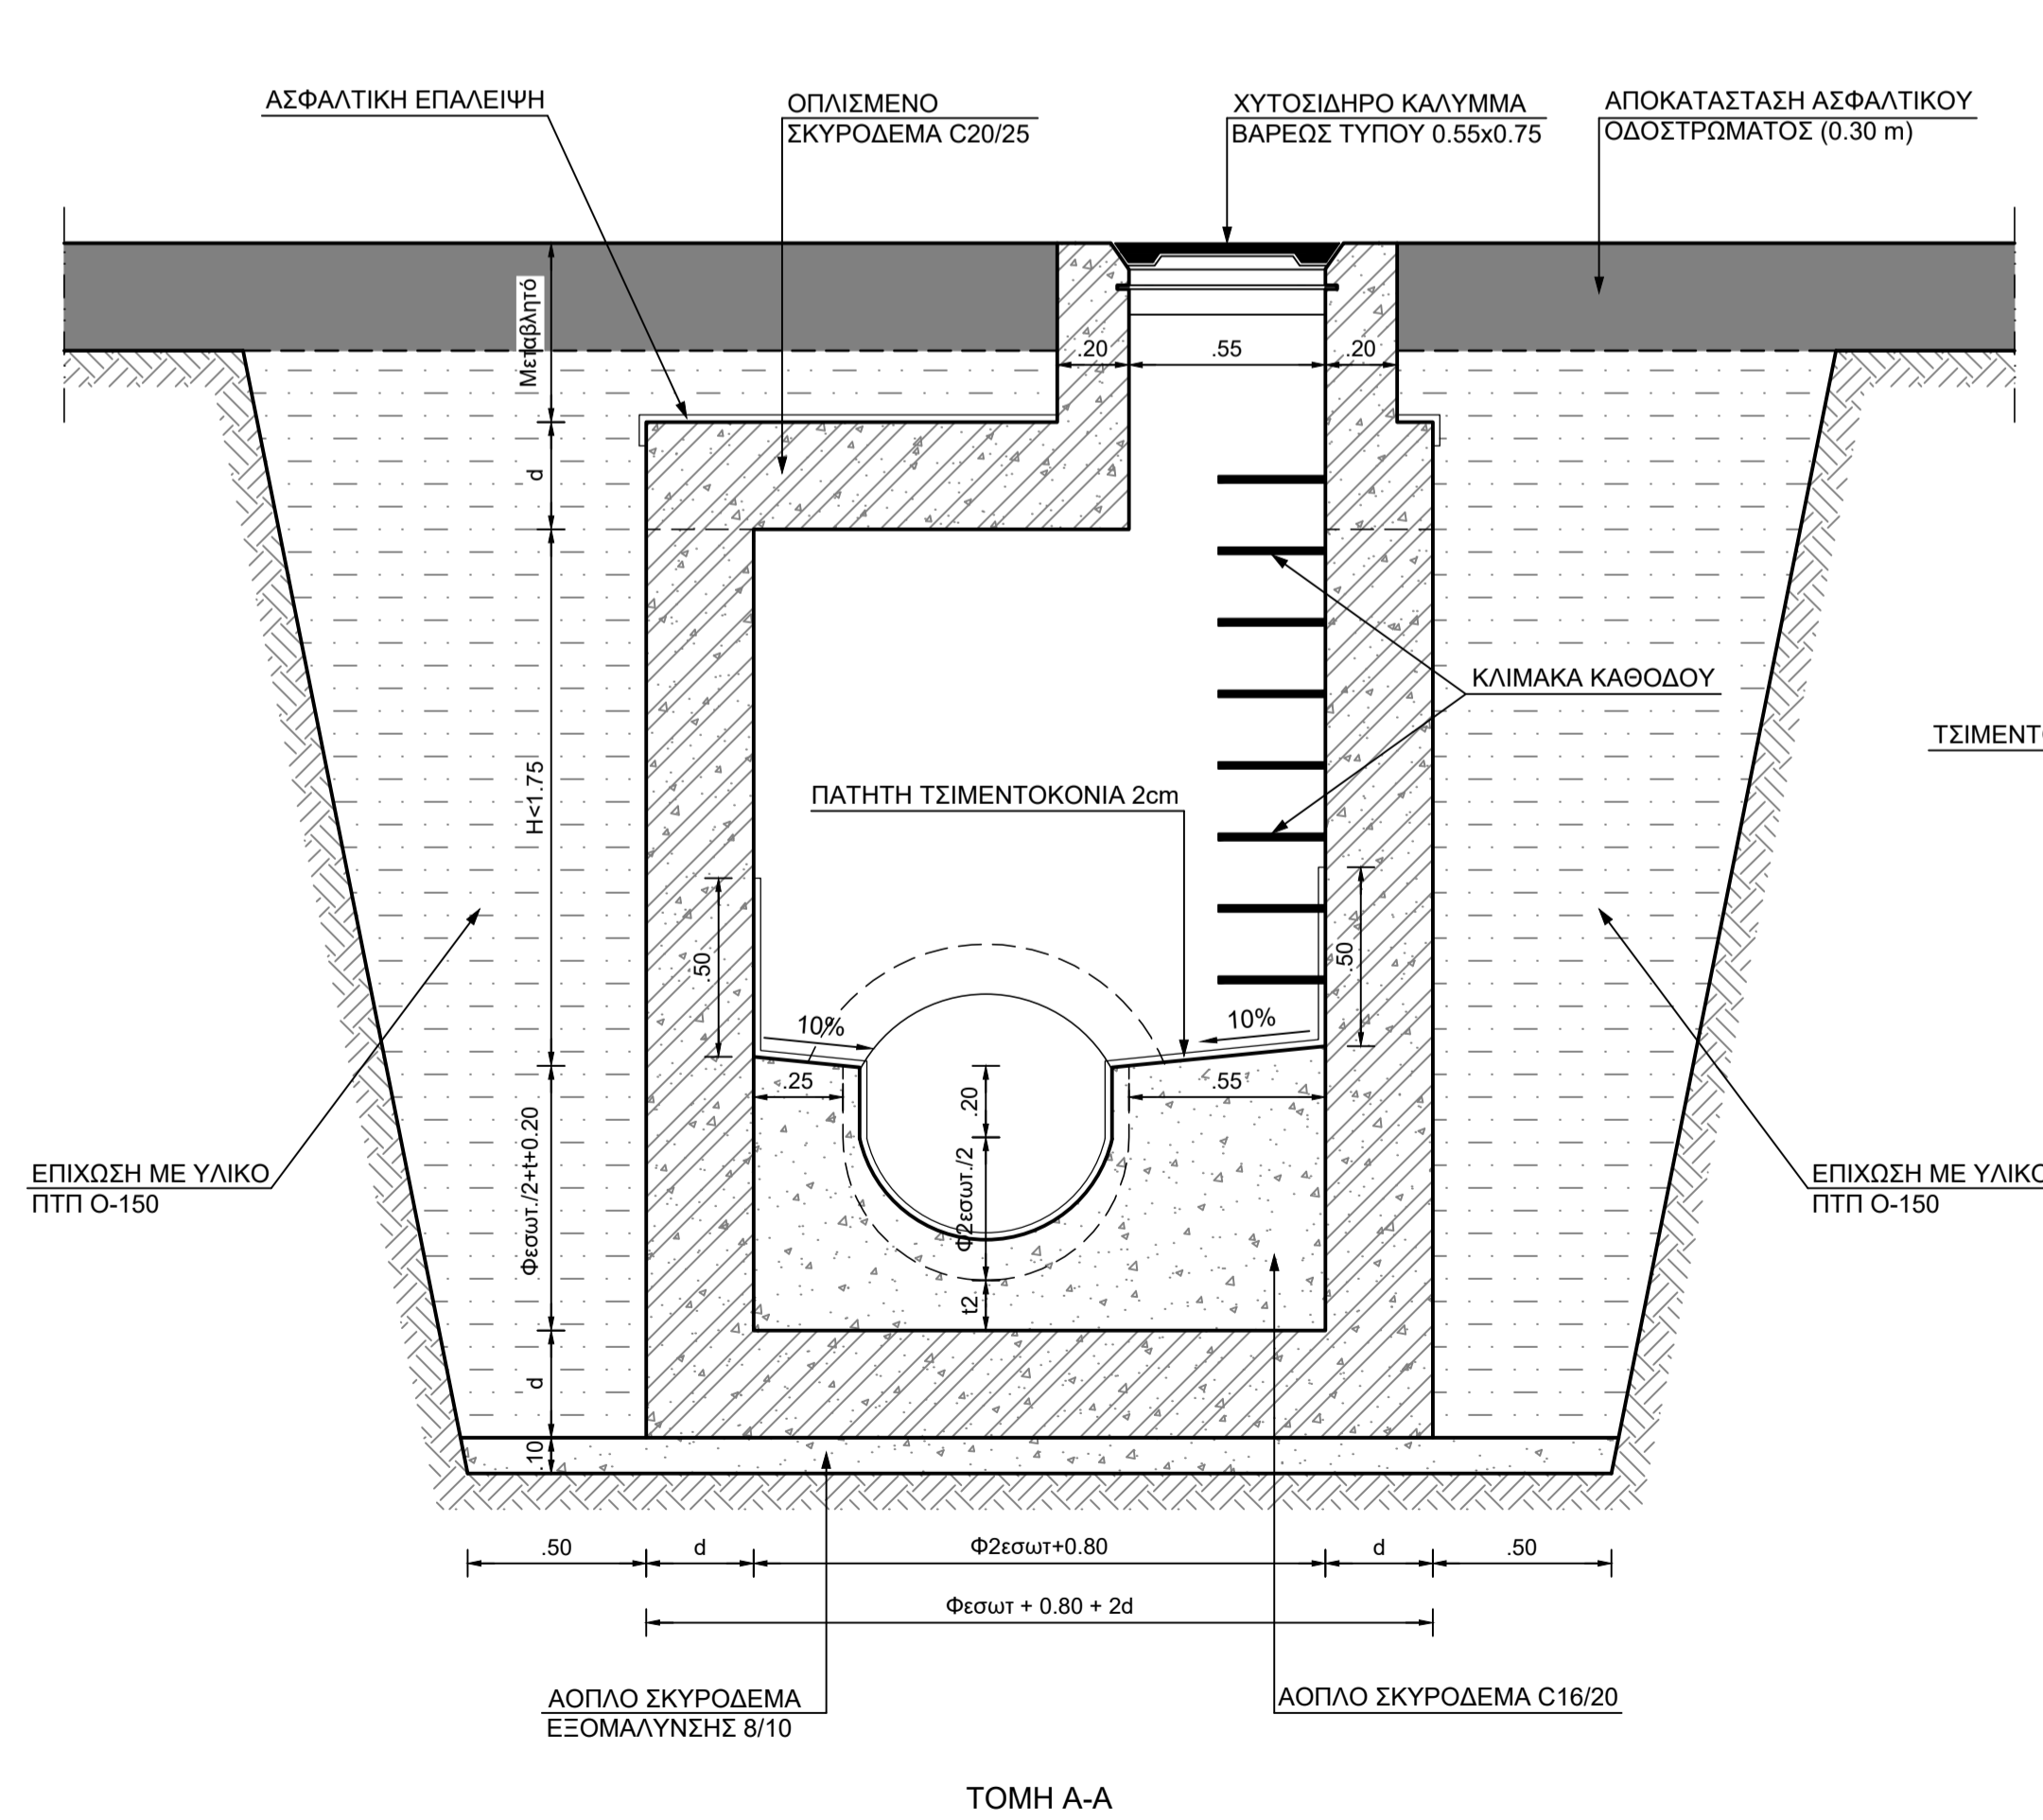 ΑΣΦΑΛΤΙΚΗ ΕΠΑΛΕΙΨΗ
ΟΠΛΙΣΜΕΝΟ
ΣΚΥΡΟΔΕΜΑ C20/25
ΧΥΤΟΣΙΔΗΡΟ ΚΑΛΥΜΜΑ
ΒΑΡΕΩΣ ΤΥΠΟΥ 0.55x0.75
ΑΠΟΚΑΤΑΣΤΑΣΗ ΑΣΦΑΛΤΙΚΟΥ
ΟΔΟΣΤΡΩΜΑΤΟΣ (0.30 m)
Μεταβλητό
.20
.55
.20
d
ΚΛΙΜΑΚΑ ΚΑΘΟΔΟΥ
ΤΣΙΜΕΝΤΟ
H<1.75
ΠΑΤΗΤΗ ΤΣΙΜΕΝΤΟΚΟΝΙΑ 2cm
.50
.50
10%
10%
.25
.20
.55
Φεσωτ./2+t+0.20
Φ2εσωτ./2
t2
ΕΠΙΧΩΣΗ ΜΕ ΥΛΙΚΟ
ΠΤΠ Ο-150
ΕΠΙΧΩΣΗ ΜΕ ΥΛΙΚΟ
ΠΤΠ Ο-150
d
.10
.50
d
Φ2εσωτ+0.80
d
.50
Φεσωτ + 0.80 + 2d
ΑΟΠΛΟ ΣΚΥΡΟΔΕΜΑ
ΕΞΟΜΑΛΥΝΣΗΣ 8/10
ΑΟΠΛΟ ΣΚΥΡΟΔΕΜΑ C16/20
ΤΟΜΗ Α-Α